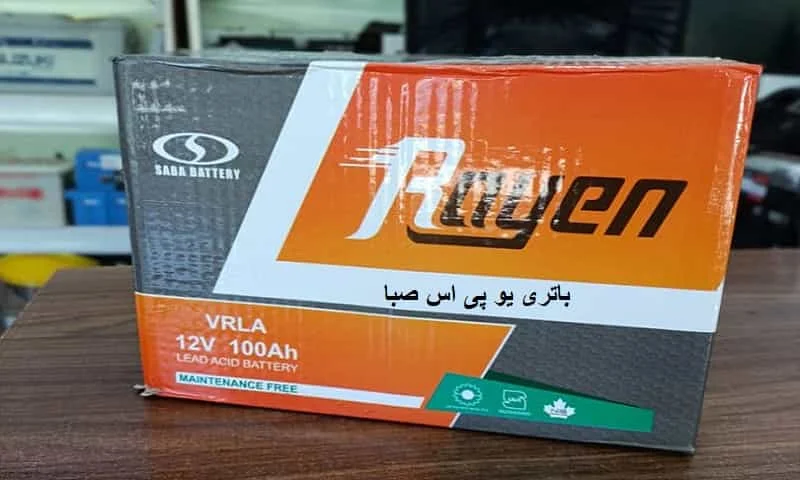 SABA BATTERY
Rayen
باتری یو پی اس صبا
VRLA
12V 100Ah
LEAD ACID BATTERY
MAINTENANCE FREE